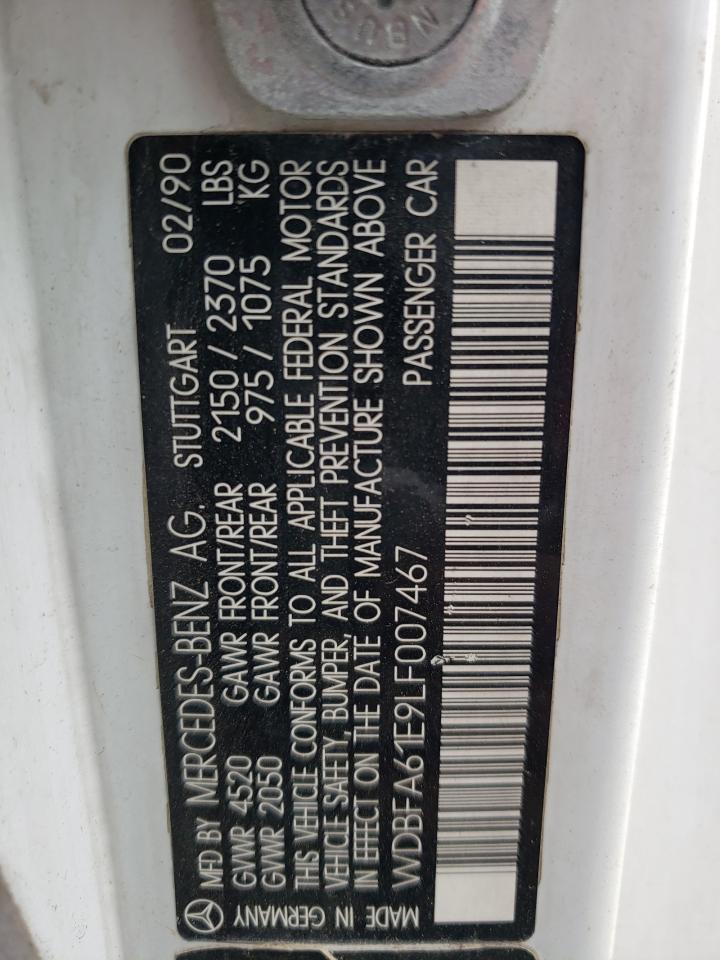 NBUS
MFD BY MERCEDES-BENZ AG. STUTTGART 02/90
GVWR 4520 GAWR FRONT/REAR 2150 / 2370 LBS
GVWR 2050 GAWR FRONT/REAR 975 / 1075 KG
THIS VEHICLE CONFORMS TO ALL APPLICABLE FEDERAL MOTOR
VEHICLE SAFETY, BUMPER, AND THEFT PREVENTION STANDARDS
IN EFFECT ON THE DATE OF MANUFACTURE SHOWN ABOVE
WDBFA61E9LF007467 PASSENGER CAR
MADE IN GERMANY